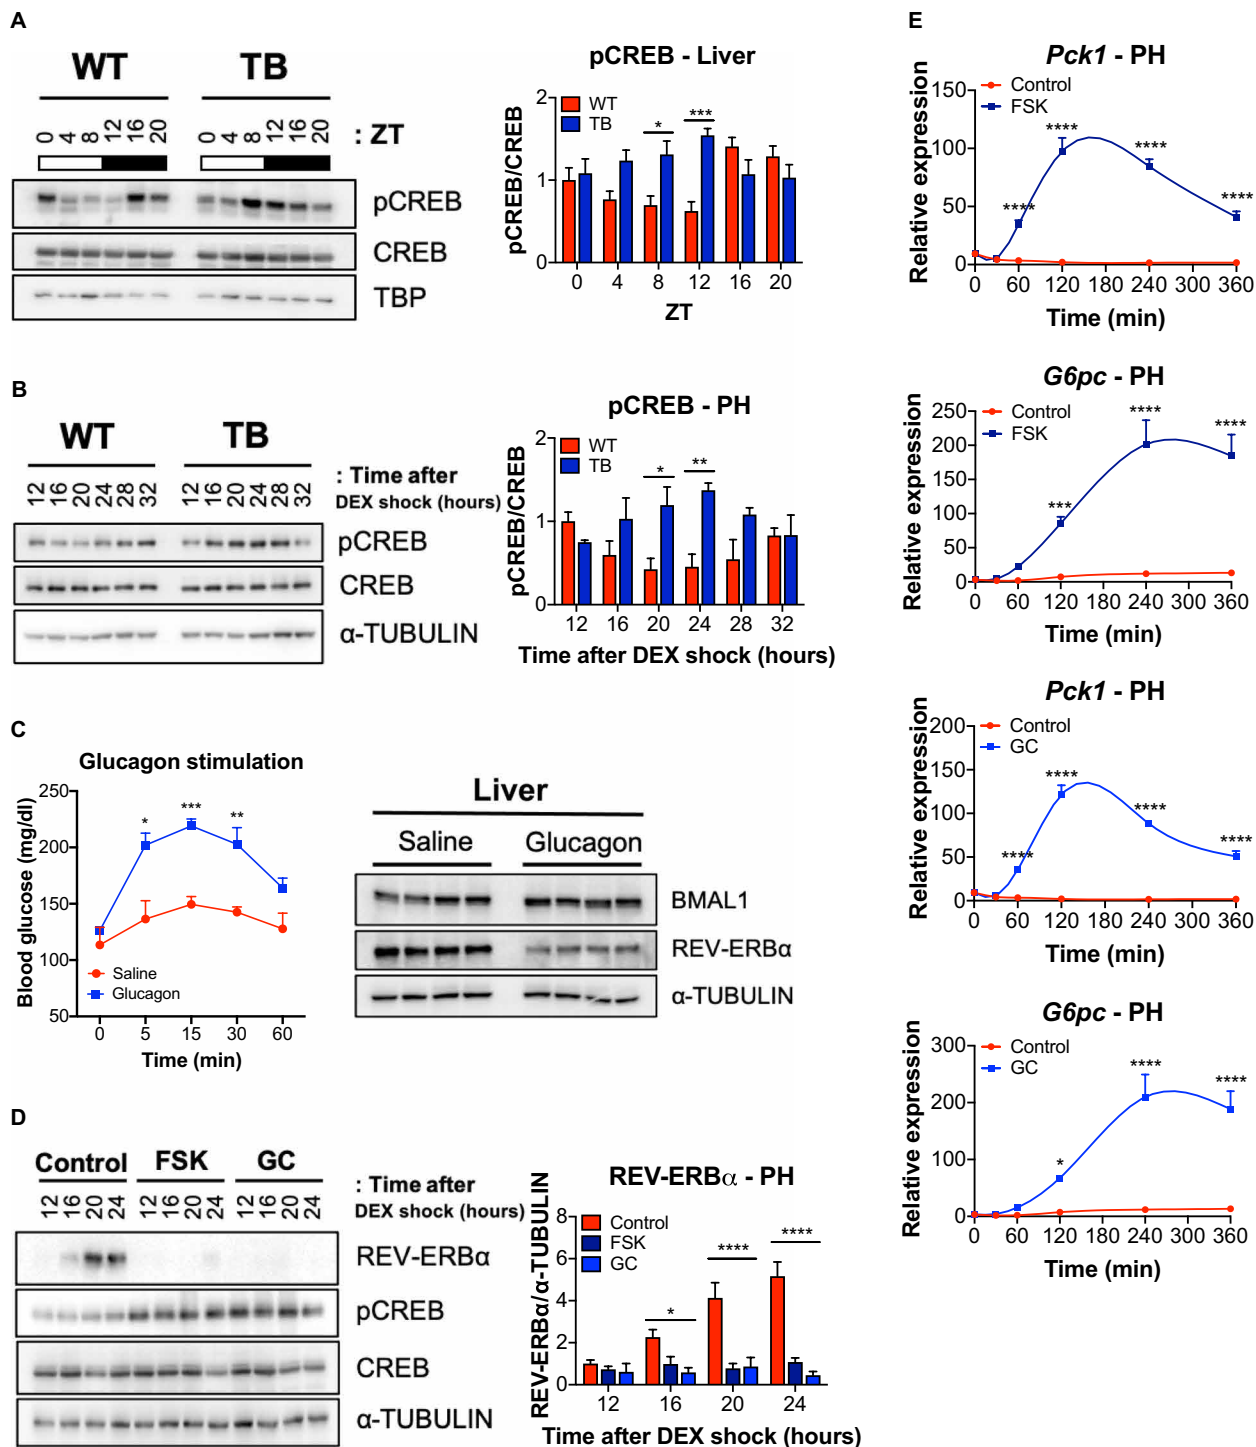 A
WT TB
0 4 8 12 16 20 0 4 8 12 16 20 : ZT
pCREB
CREB
TBP
pCREB - Liver
pCREB/CREB
2
1
0
WT
TB
* ***
0 4 8 12 16 20
ZT
B
WT TB
12 16 20 24 28 32 12 16 20 24 28 32 : Time after
DEX shock (hours)
pCREB
CREB
α-TUBULIN
pCREB - PH
pCREB/CREB
2
1
0
WT
TB
* **
12 16 20 24 28 32
Time after DEX shock (hours)
C
Glucagon stimulation
Blood glucose (mg/dl)
250
200
150
100
50
* *** **
Saline
Glucagon
0 5 15 30 60
Time (min)
Liver
Saline Glucagon
BMAL1
REV-ERBα
α-TUBULIN
D
Control FSK GC
12 16 20 24 12 16 20 24 12 16 20 24 : Time after
DEX shock (hours)
REV-ERBα
pCREB
CREB
α-TUBULIN
REV-ERBα - PH
REV-ERBα/α-TUBULIN
8
6
4
2
0
Control
FSK
GC
* **** ****
12 16 20 24
Time after DEX shock (hours)
E
Pck1 - PH
Relative expression
150
100
50
0
Control
FSK
**** **** **** ****
0 60 120 180 240 300 360
Time (min)
G6pc - PH
Relative expression
250
200
150
100
50
0
Control
FSK
*** **** ****
0 60 120 180 240 300 360
Time (min)
Pck1 - PH
Relative expression
200
150
100
50
0
Control
GC
**** **** **** ****
0 60 120 180 240 300 360
Time (min)
G6pc - PH
Relative expression
300
200
100
0
Control
GC
* **** ****
0 60 120 180 240 300 360
Time (min)